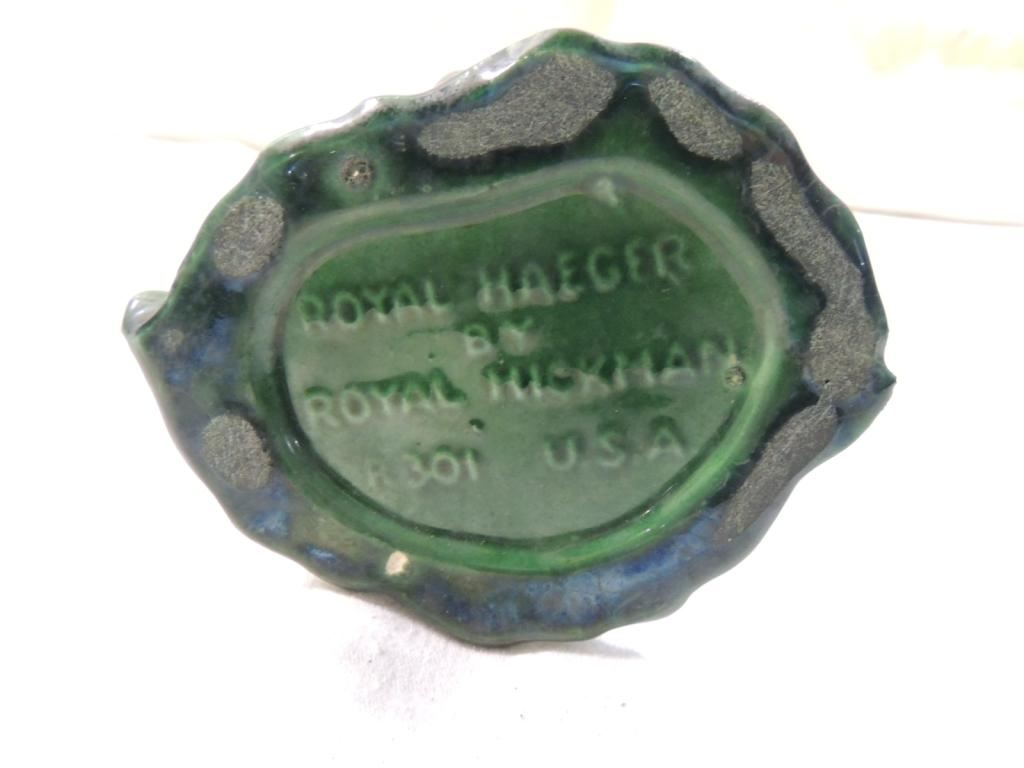 ROYAL HAEGER
BY
ROYAL HICKMAN
R 301 U.S.A